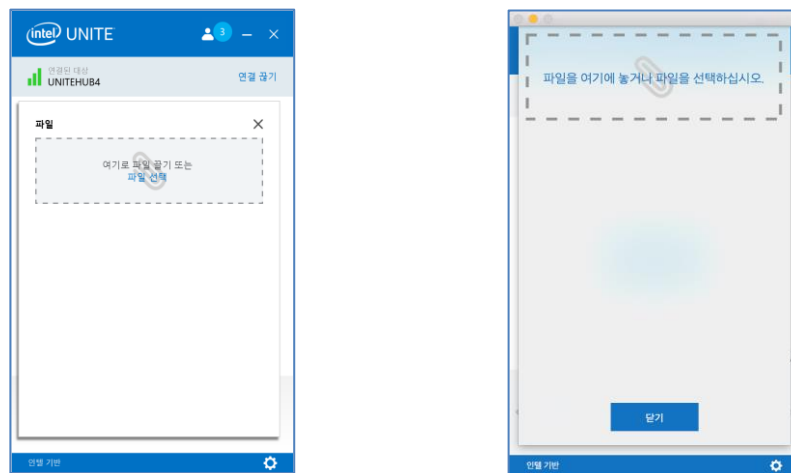 intel UNITE
3
연결된 대상
UNITEHUB4
연결 끊기
파일
여기로 파일 끌기 또는
파일 선택
인텔 기반
파일을 여기에 놓거나 파일을 선택하십시오.
닫기
인텔 기반